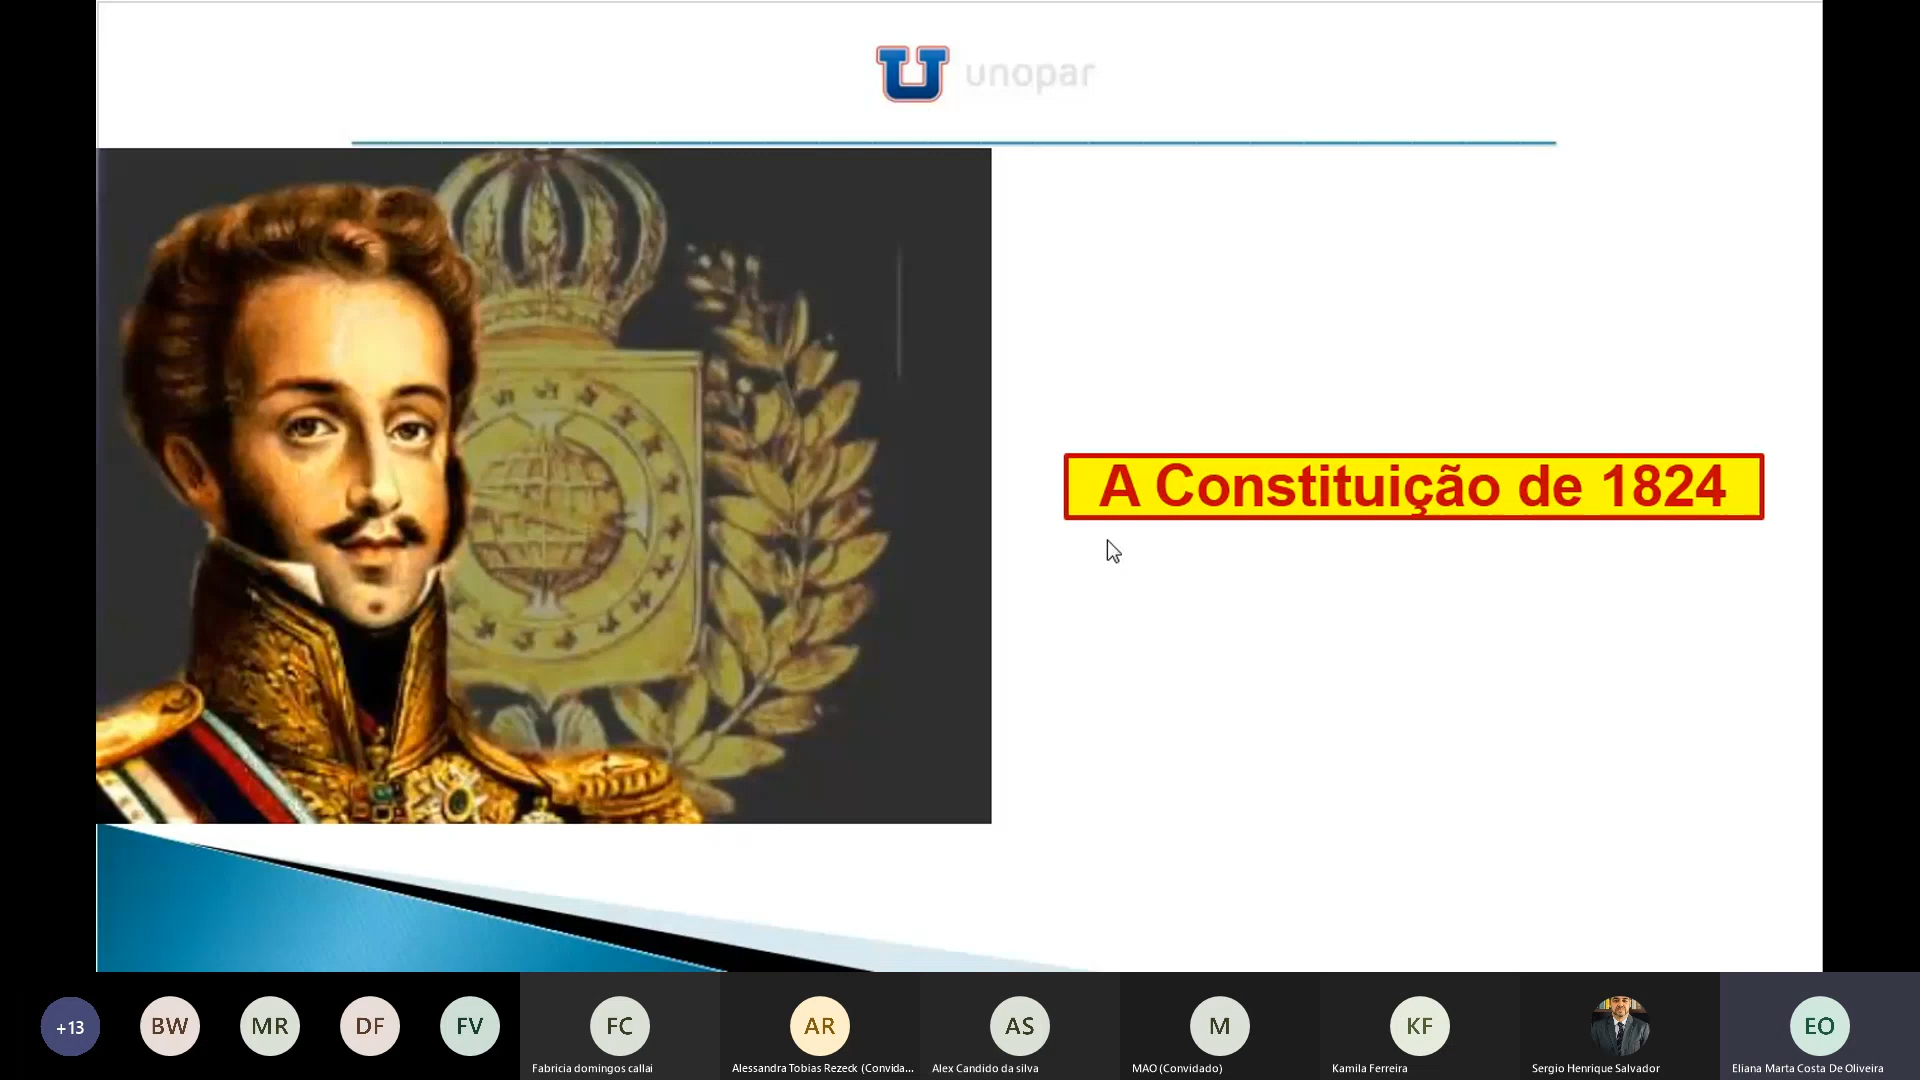 unopar
A Constituição de 1824
+13
BW
MR
DF
FV
FC
AR
AS
M
KF
EO
Fabricia domingos callai
Alessandra Tobias Rezeck (Convida...
Alex Candido da silva
MAO (Convidado)
Kamila Ferreira
Sergio Henrique Salvador
Eliana Marta Costa De Oliveira